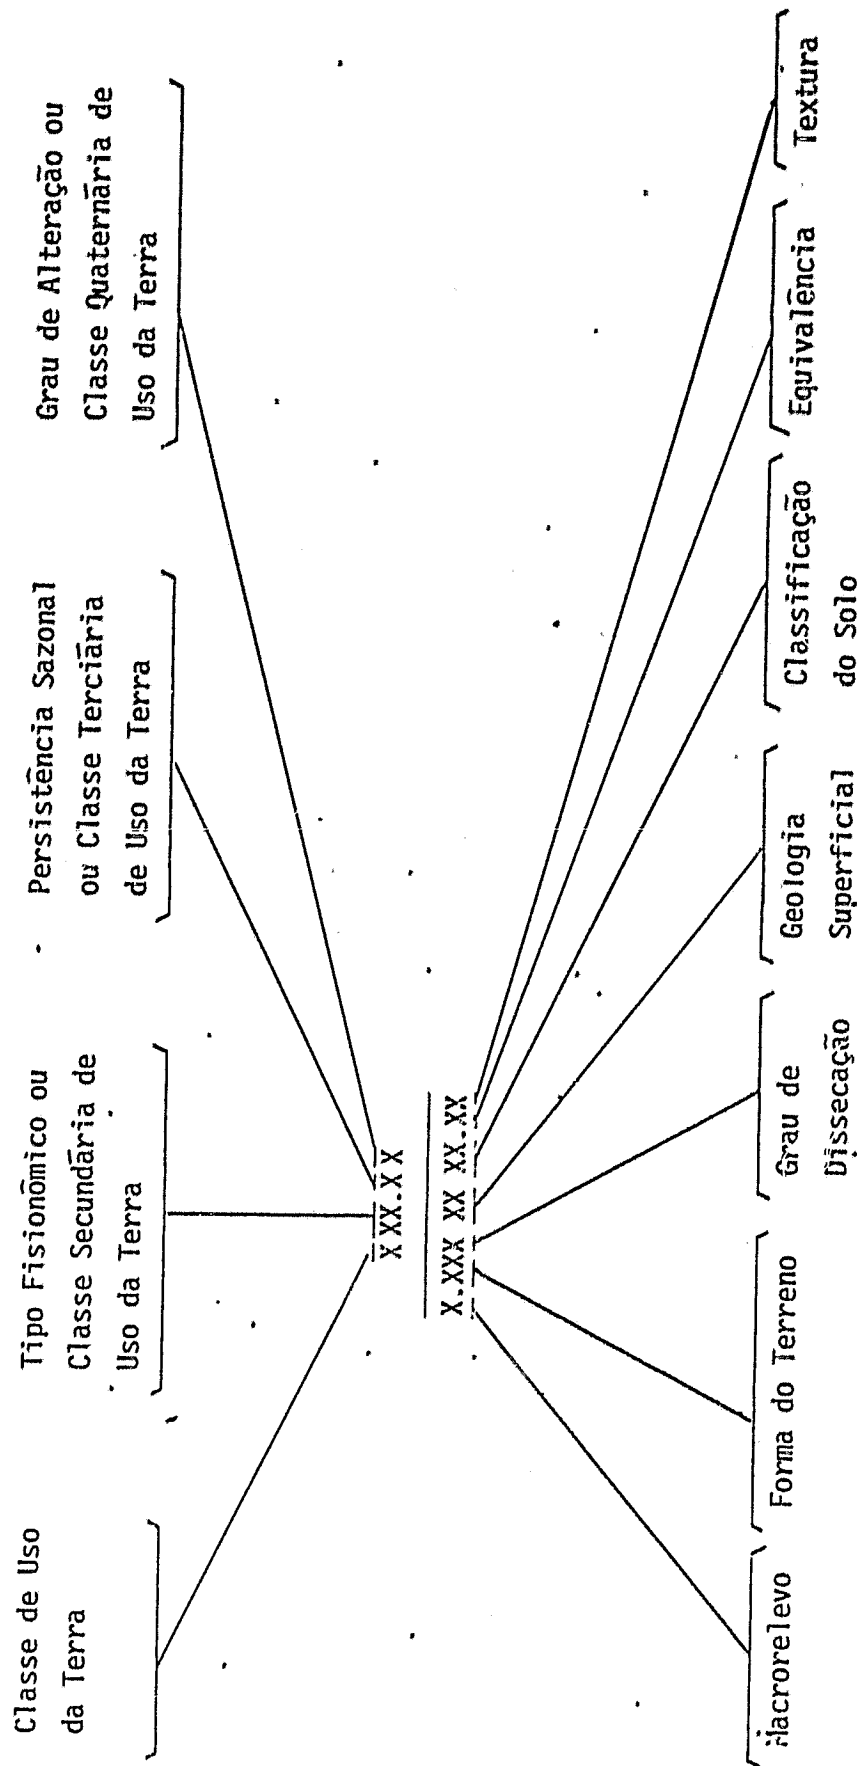 Classe de Uso
da Terra
Tipo Fisionômico ou
Classe Secundária de
Uso da Terra
Persistência Sazonal
ou Classe Terciária
de Uso da Terra
Grau de Alteração ou
Classe Quaternária de
Uso da Terra
X XX.X X
X.XXX XX XX.XX
Macrorelevo
Forma do Terreno
Grau de
Dissecação
Geologia
Superficial
Classificação
do Solo
Equivalência
Textura